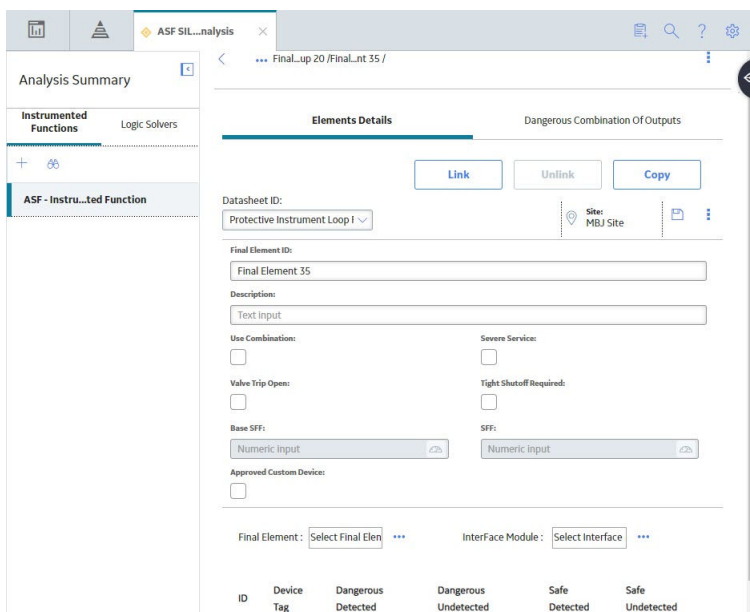 ASF SIL...nalysis
Analysis Summary
Instrumented Functions
Logic Solvers
ASF - Instru...ted Function
... Final...up 20 /Final...nt 35 /
Elements Details
Dangerous Combination Of Outputs
Link
Unlink
Copy
Datasheet ID:
Protective Instrument Loop F
Site:
MBJ Site
Final Element ID:
Final Element 35
Description:
Text input
Use Combination:
Severe Service:
Valve Trip Open:
Tight Shutoff Required:
Base SFF:
SFF:
Numeric input
Numeric input
Approved Custom Device:
Final Element :
Select Final Elen
...
InterFace Module :
Select Interface
...
ID
Device Tag
Dangerous Detected
Dangerous Undetected
Safe Detected
Safe Undetected